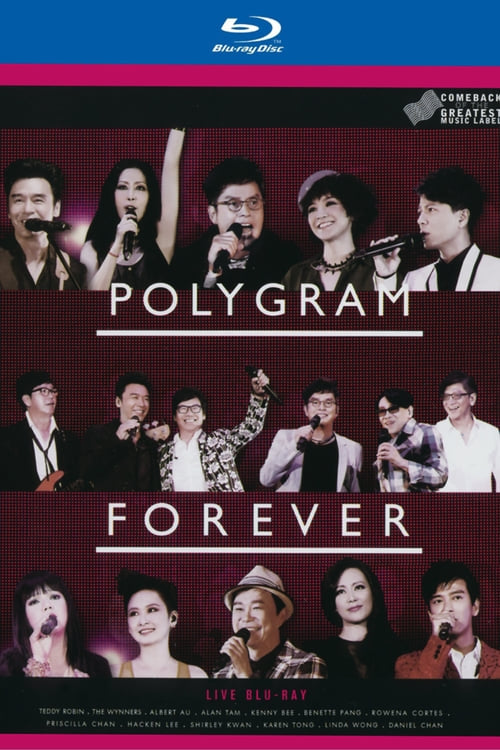 Blu-ray Disc
COMEBACK
OF THE
GREATEST
MUSIC LABEL
POLYGRAM
FOREVER
LIVE BLU-RAY
TEDDY ROBIN . THE WYNNERS . ALBERT AU . ALAN TAM . KENNY BEE . BENETTE PANG . ROWENA CORTES .
PRISCILLA CHAN . HACKEN LEE . SHIRLEY KWAN . KAREN TONG . LINDA WONG . DANIEL CHAN